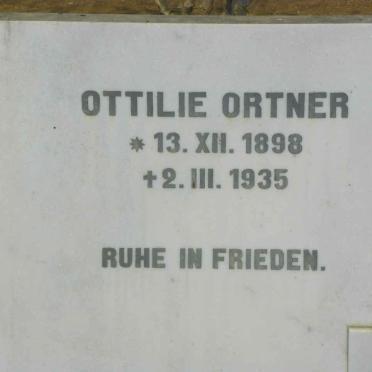 OTTILIE ORTNER
* 13. XII. 1898
† 2. III. 1935
RUHE IN FRIEDEN.